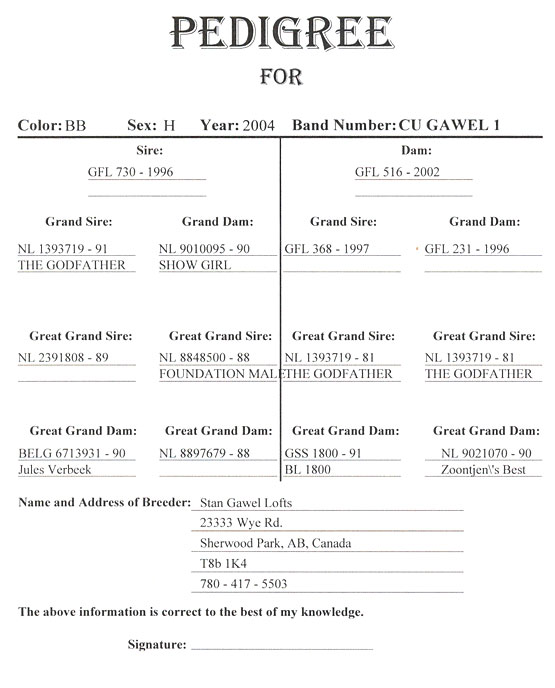 PEDIGREE
FOR
Color: BB Sex: H Year: 2004 Band Number: CU GAWEL 1
Sire: Dam:
GFL 730 - 1996 GFL 516 - 2002
Grand Sire: Grand Dam: Grand Sire: Grand Dam:
NL 1393719 - 91 NL 9010095 - 90 GFL 368 - 1997 GFL 231 - 1996
THE GODFATHER SHOW GIRL
Great Grand Sire: Great Grand Sire: Great Grand Sire: Great Grand Sire:
NL 2391808 - 89 NL 8848500 - 88 NL 1393719 - 81 NL 1393719 - 81
FOUNDATION MALE THE GODFATHER THE GODFATHER
Great Grand Dam: Great Grand Dam: Great Grand Dam: Great Grand Dam:
BELG 6713931 - 90 NL 8897679 - 88 GSS 1800 - 91 NL 9021070 - 90
Jules Verbeek BL 1800 Zoontjen\'s Best
Name and Address of Breeder: Stan Gawel Lofts
23333 Wye Rd.
Sherwood Park, AB, Canada
T8b 1K4
780 - 417 - 5503
The above information is correct to the best of my knowledge.
Signature: